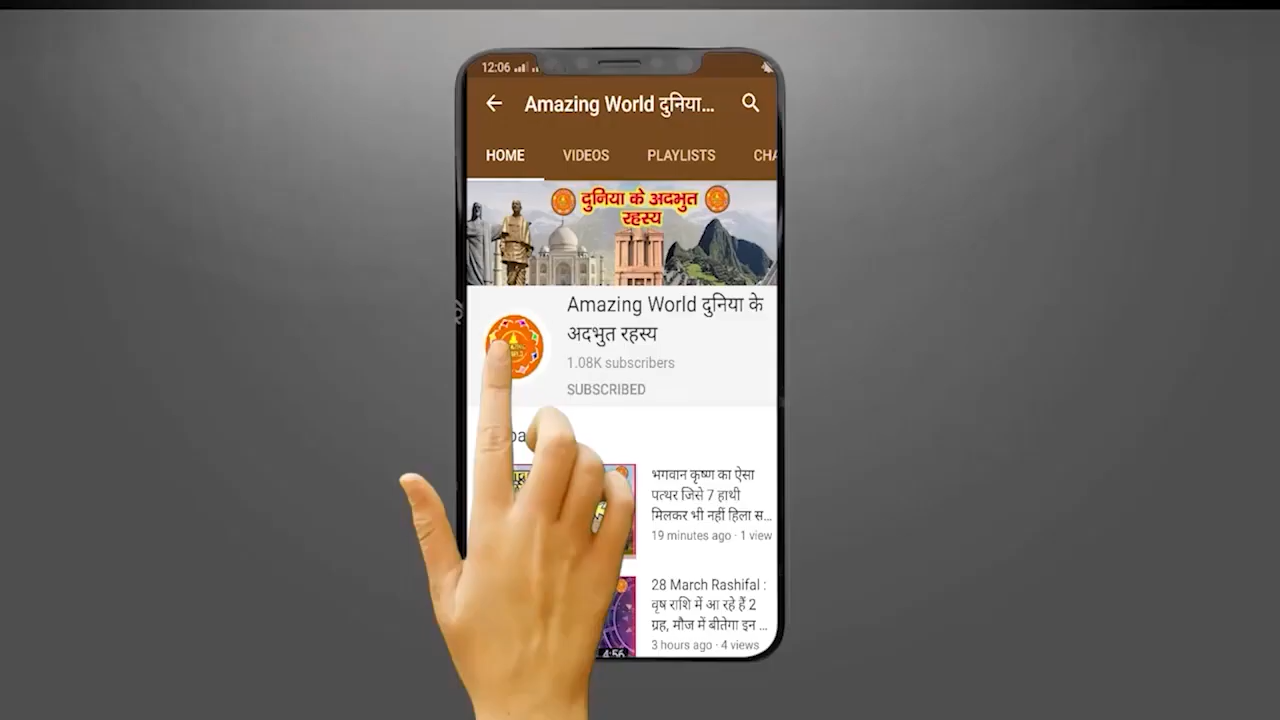 12:06
Amazing World दुनिया...
HOME VIDEOS PLAYLISTS CHA
दुनिया के अदभुत
रहस्य
Amazing World दुनिया के
अदभुत रहस्य
1.08K subscribers
SUBSCRIBED
भगवान कृष्ण का ऐसा
पत्थर जिसे 7 हाथी
मिलकर भी नहीं हिला स...
19 minutes ago · 1 view
28 March Rashifal :
वृष राशि में आ रहे हैं 2
ग्रह, मौज में बीतेगा इन ...
3 hours ago · 4 views
4:56